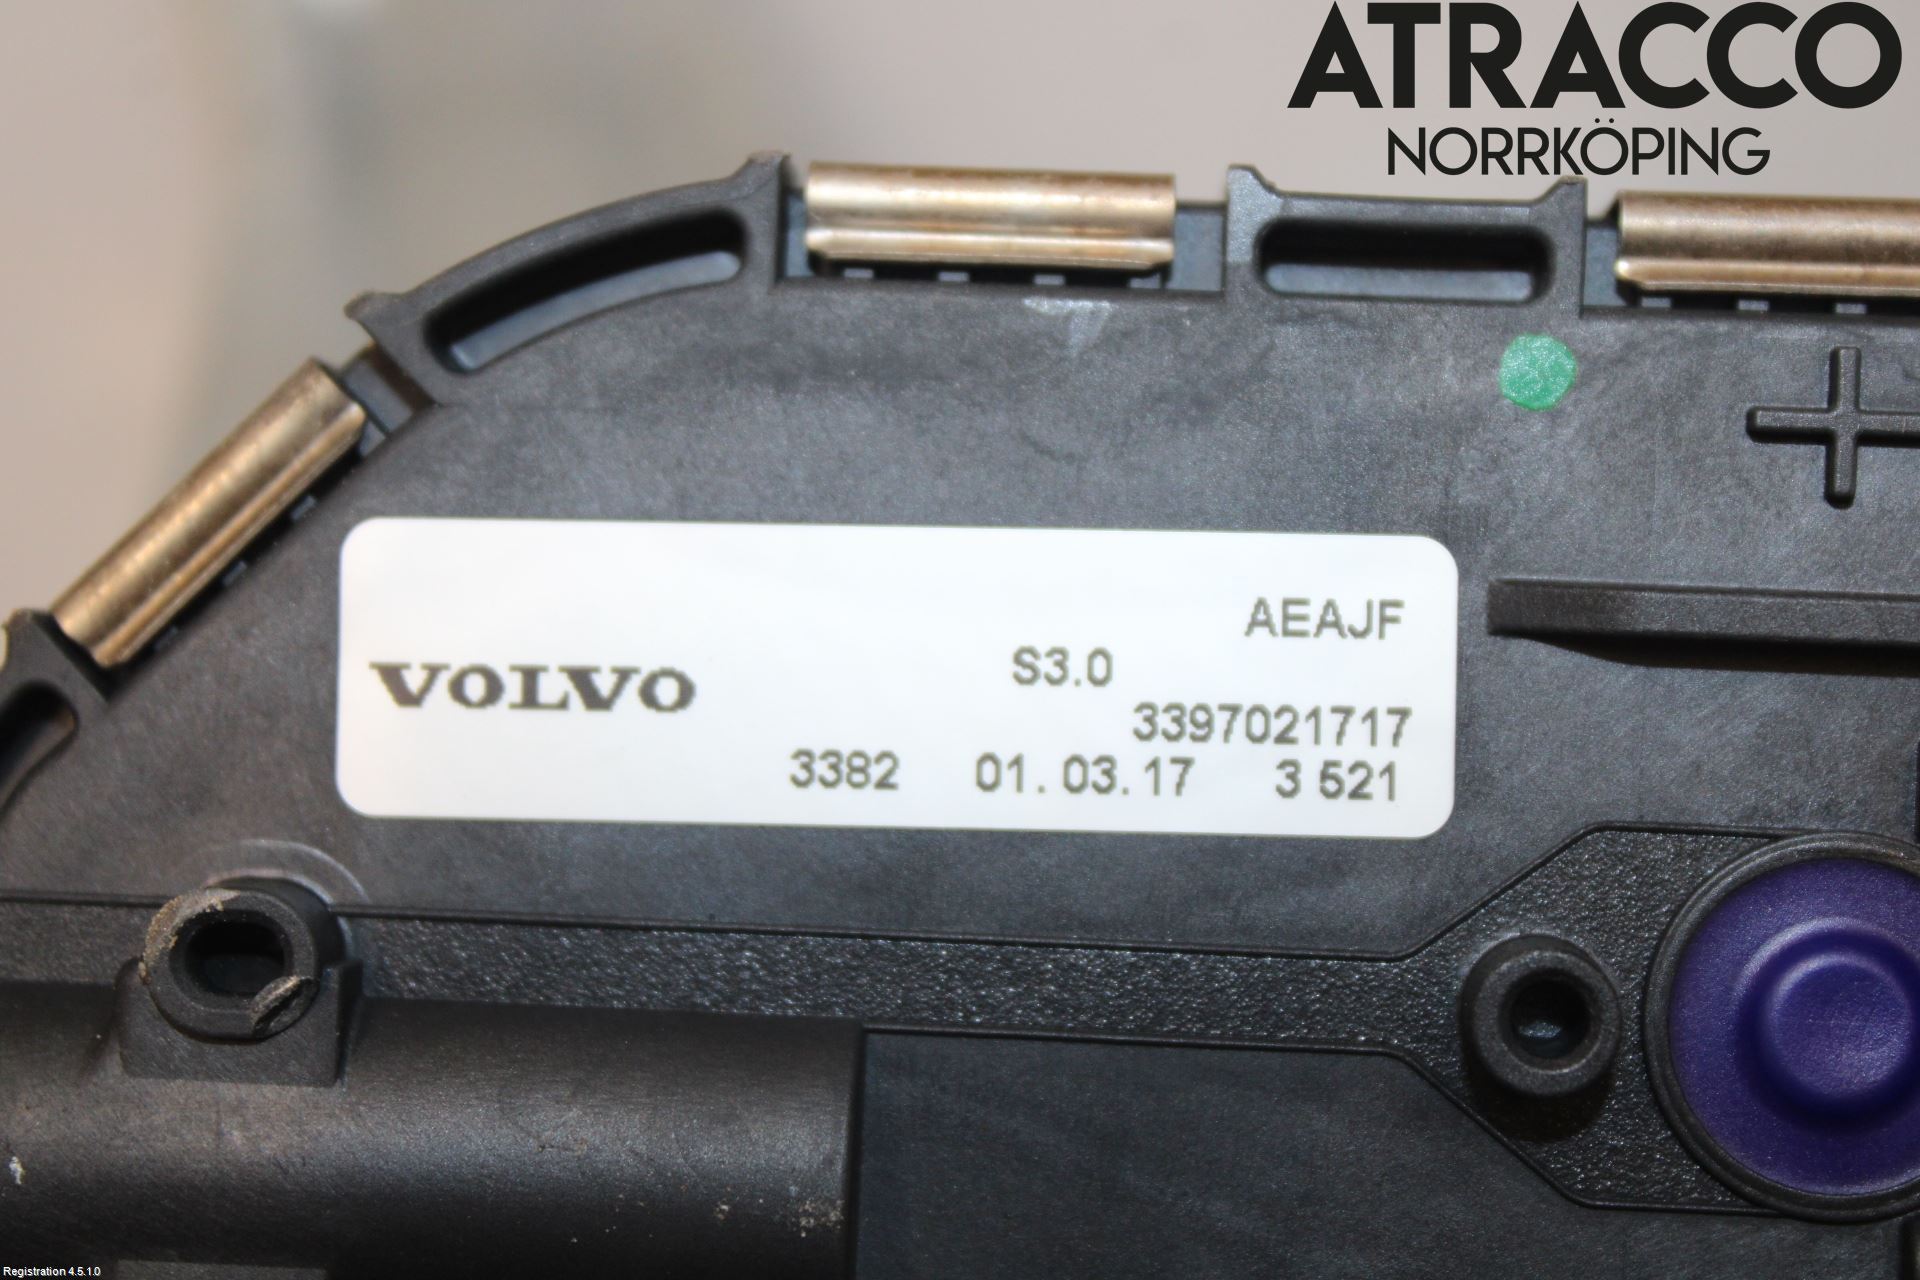 ATRACCO
NORRKÖPING
AEAJF
S3.0
VOLVO
3397021717
3382 01.03.17 3 521
Registration 4.5.1.0